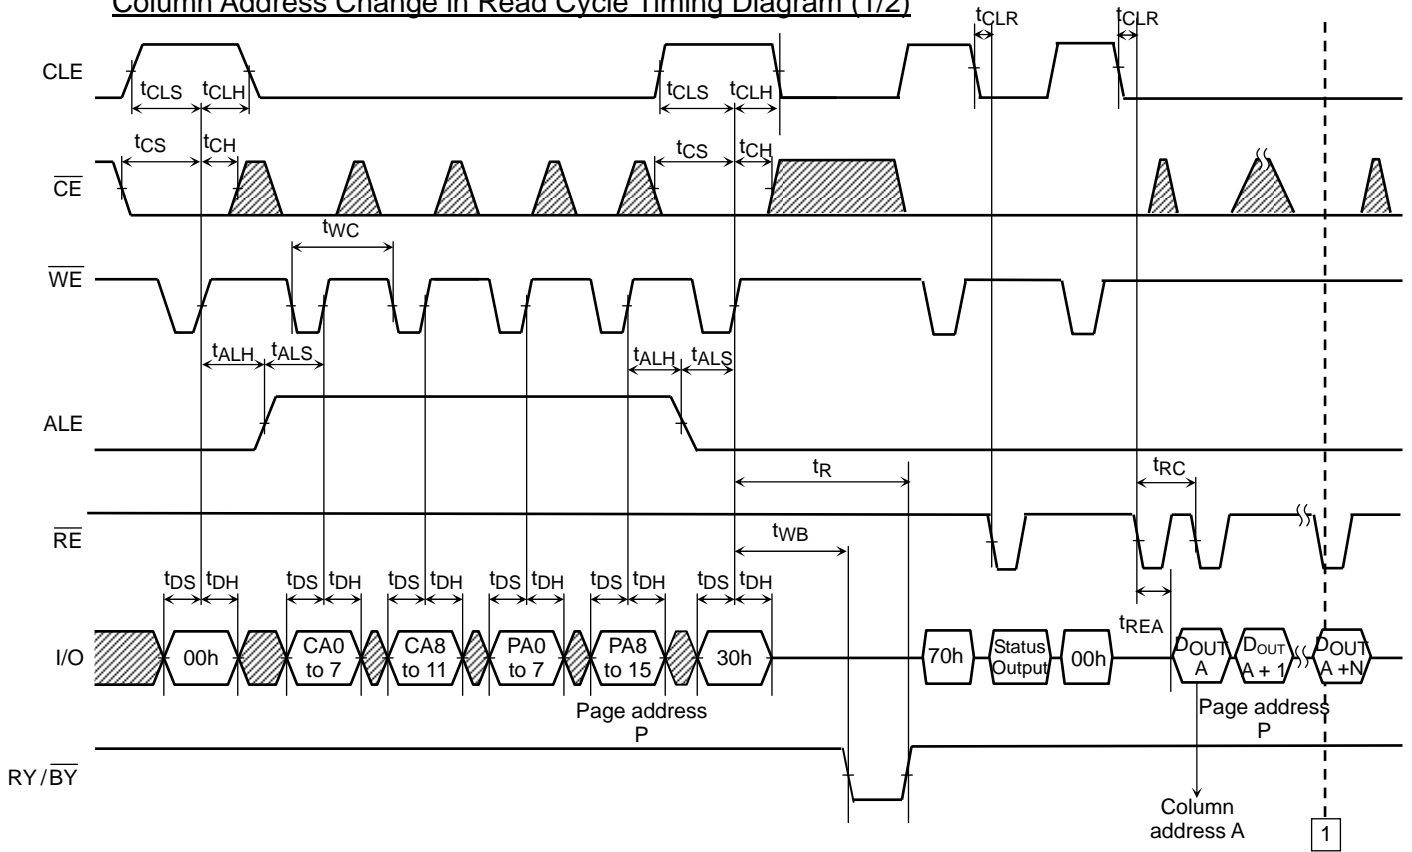 Column Address Change in Read Cycle Timing Diagram (1/2)
tCLR tCLR
CLE
tCLS tCLH tCLS tCLH
tCS tCH tCS tCH
CE
tWC
WE
tALH tALS tALH tALS
ALE
tR tRC
RE
tWB
tDS tDH tDS tDH tDS tDH tDS tDH tDS tDH tDS tDH
tREA
I/O
00h
CA0
to 7
CA8
to 11
PA0
to 7
PA8
to 15
30h
70h
Status
Output
00h
DOUT
A
DOUT
A + 1
DOUT
A +N
Page address
P
Page address
P
RY/BY
Column
address A
1